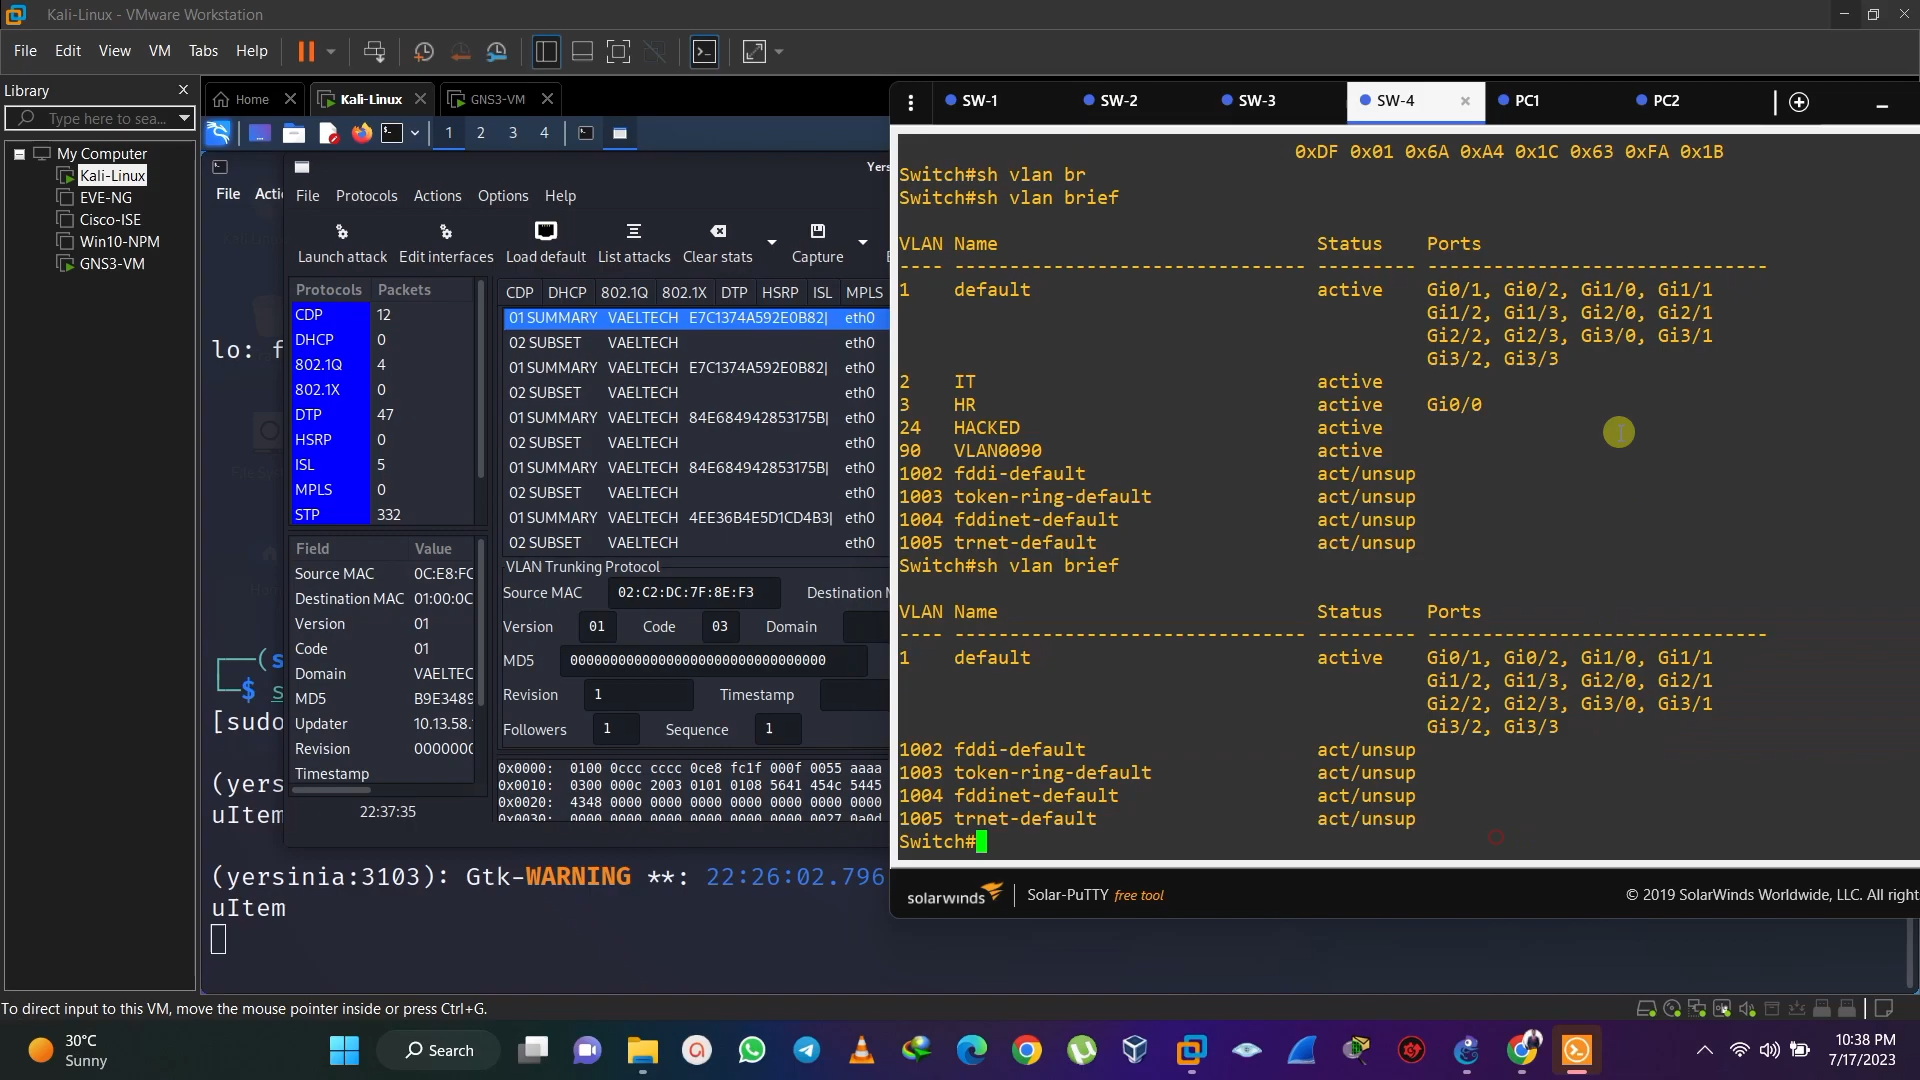 Kali-Linux - VMware Workstation
File Edit View VM Tabs Help
Library
Type here to sea...
My Computer
Kali-Linux
EVE-NG
Cisco-ISE
Win10-NPM
GNS3-VM
Home
Kali-Linux
GNS3-VM
1 2 3 4
File Acti
lo: f
[sudo
(yers
uItem
(yersinia:3103): Gtk-WARNING **: 22:26:02.796
uItem
Yers
File Protocols Actions Options Help
Launch attack Edit interfaces Load default List attacks Clear stats Capture
Protocols Packets
CDP 12
DHCP 0
802.1Q 4
802.1X 0
DTP 47
HSRP 0
ISL 5
MPLS 0
STP 332
Field Value
Source MAC 0C:E8:FC
Destination MAC 01:00:0C
Version 01
Code 01
Domain VAELTEC
MD5 B9E3489
Updater 10.13.58.
Revision 0000000
Timestamp
22:37:35
CDP DHCP 802.1Q 802.1X DTP HSRP ISL MPLS
01 SUMMARY VAELTECH E7C1374A592E0B82| eth0
02 SUBSET VAELTECH eth0
01 SUMMARY VAELTECH E7C1374A592E0B82| eth0
02 SUBSET VAELTECH eth0
01 SUMMARY VAELTECH 84E684942853175B| eth0
02 SUBSET VAELTECH eth0
01 SUMMARY VAELTECH 84E684942853175B| eth0
02 SUBSET VAELTECH eth0
01 SUMMARY VAELTECH 4EE36B4E5D1CD4B3| eth0
02 SUBSET VAELTECH eth0
VLAN Trunking Protocol
Source MAC 02:C2:DC:7F:8E:F3 Destination M
Version 01 Code 03 Domain
MD5 00000000000000000000000000000000
Revision 1 Timestamp
Followers 1 Sequence 1
0x0000: 0100 0ccc cccc 0ce8 fc1f 000f 0055 aaaa
0x0010: 0300 000c 2003 0101 0108 5641 454c 5445
0x0020: 4348 0000 0000 0000 0000 0000 0000 0000
0x0030: 0000 0000 0000 0000 0000 0000 0027 0a0d
SW-1 SW-2 SW-3 SW-4 PC1 PC2
0xDF 0x01 0x6A 0xA4 0x1C 0x63 0xFA 0x1B
Switch#sh vlan br
Switch#sh vlan brief
VLAN Name Status Ports
---- -------------------------------- --------- -------------------------------
1 default active Gi0/1, Gi0/2, Gi1/0, Gi1/1
Gi1/2, Gi1/3, Gi2/0, Gi2/1
Gi2/2, Gi2/3, Gi3/0, Gi3/1
Gi3/2, Gi3/3
2 IT active
3 HR active Gi0/0
24 HACKED active
90 VLAN0090 active
1002 fddi-default act/unsup
1003 token-ring-default act/unsup
1004 fddinet-default act/unsup
1005 trnet-default act/unsup
Switch#sh vlan brief
VLAN Name Status Ports
---- -------------------------------- --------- -------------------------------
1 default active Gi0/1, Gi0/2, Gi1/0, Gi1/1
Gi1/2, Gi1/3, Gi2/0, Gi2/1
Gi2/2, Gi2/3, Gi3/0, Gi3/1
Gi3/2, Gi3/3
1002 fddi-default act/unsup
1003 token-ring-default act/unsup
1004 fddinet-default act/unsup
1005 trnet-default act/unsup
Switch#
solarwinds | Solar-PuTTY free tool
© 2019 SolarWinds Worldwide, LLC. All right
To direct input to this VM, move the mouse pointer inside or press Ctrl+G.
30°C
Sunny
Search
10:38 PM
7/17/2023